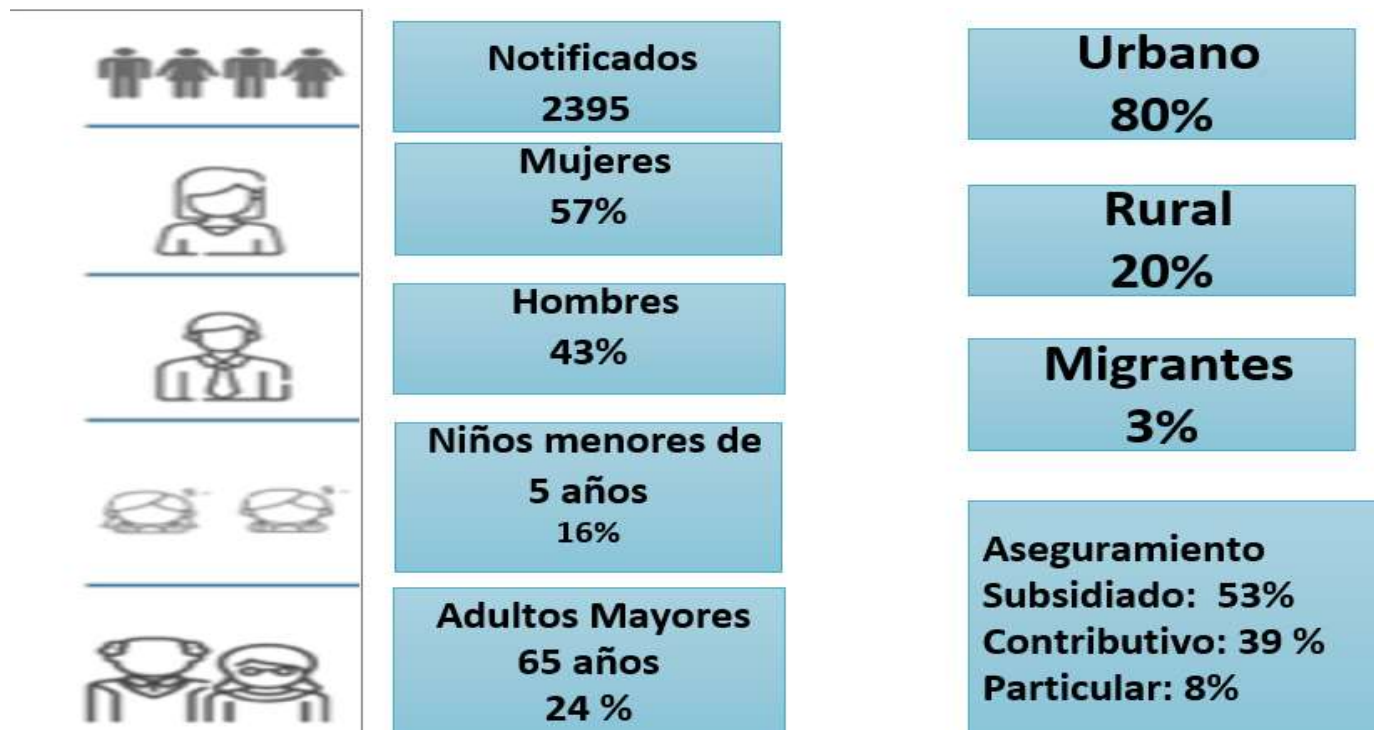 Notificados
2395
Mujeres
57%
Hombres
43%
Niños menores de
5 años
16%
Adultos Mayores
65 años
24 %
Urbano
80%
Rural
20%
Migrantes
3%
Aseguramiento
Subsidiado: 53%
Contributivo: 39 %
Particular: 8%